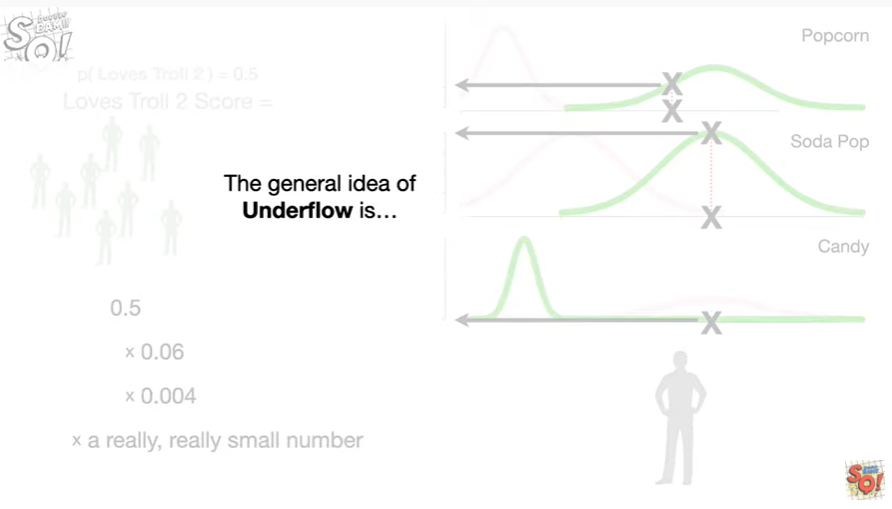 p( Loves Troll 2 ) = 0.5
Loves Troll 2 Score =
The general idea of
Underflow is...
0.5
x 0.06
x 0.004
x a really, really small number
Popcorn
X
X
Soda Pop
X
X
Candy
X